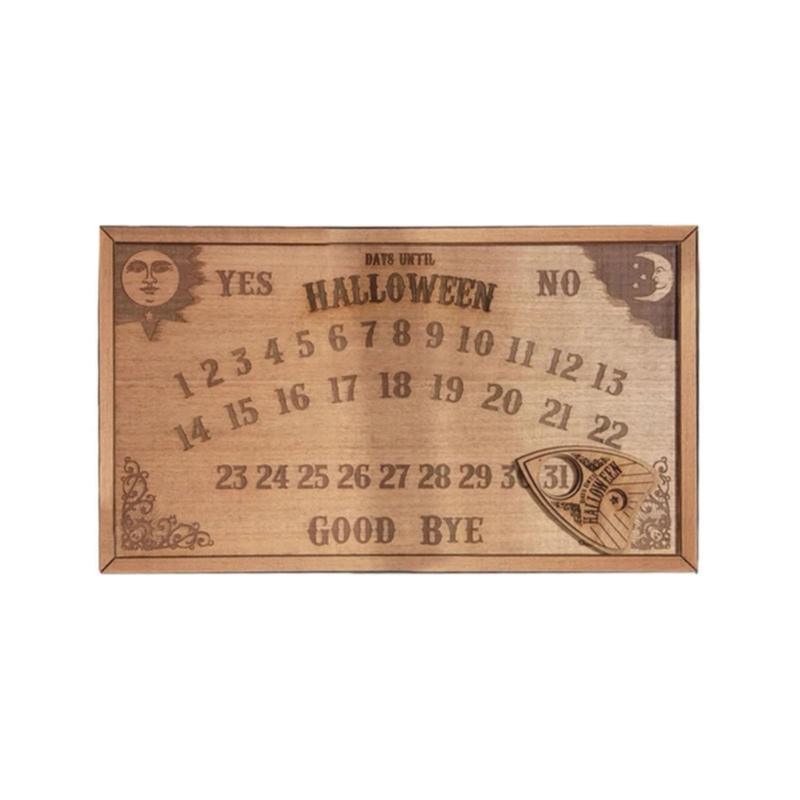 DAYS UNTIL
YES HALLOWEEN NO
1 2 3 4 5 6 7 8 9 10 11 12 13
14 15 16 17 18 19 20 21 22
23 24 25 26 27 28 29 30 31
HALLOWEEN
GOOD BYE